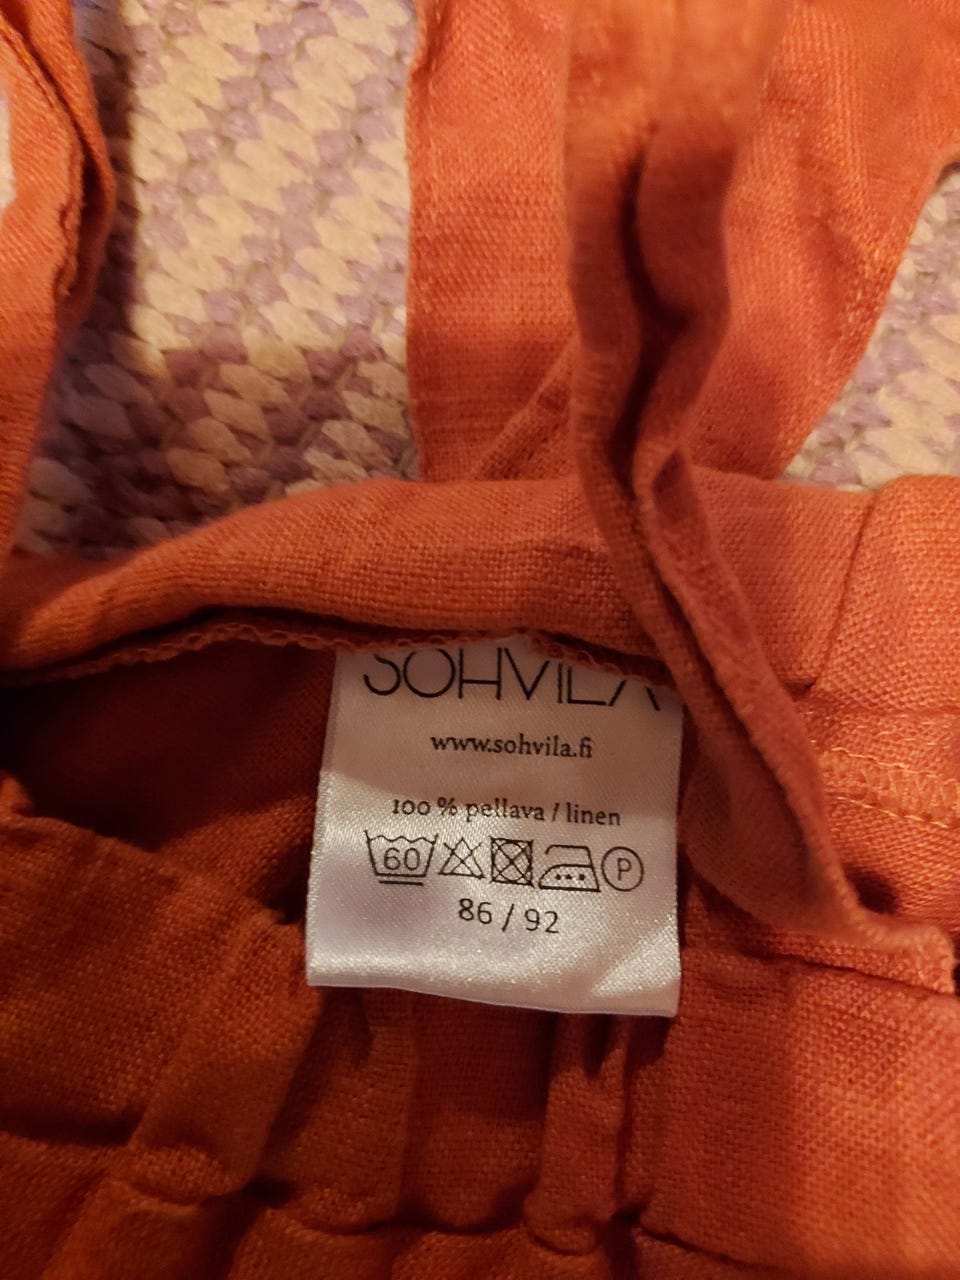 SOHVILA
www.sohvila.fi
100 % pellava / linen
60 P
86 / 92